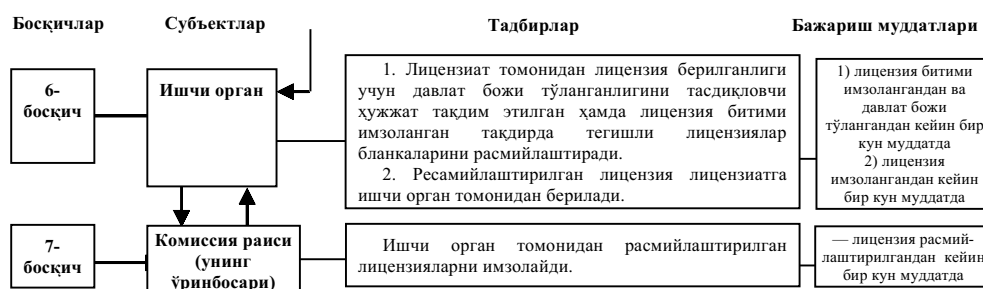 Босқичлар Субъектлар Тадбирлар Бажариш муддатлари
6-
босқич
Ишчи орган
1. Лицензиат томонидан лицензия берилганлиги
учун давлат божи тўланганлигини тасдиқловчи
ҳужжат тақдим этилган ҳамда лицензия битими
имзоланган тақдирда тегишли лицензиялар
бланкаларини расмийлаштиради.
2. Ресамийлаштирилган лицензия лицензиатга
ишчи орган томонидан берилади.
1) лицензия битими
имзолангандан ва
давлат божи
тўлангандан кейин бир
кун муддатда
2) лицензия
имзолангандан кейин
бир кун муддатда
7-
босқич
Комиссия раиси
(унинг
ўринбосари)
Ишчи орган томонидан расмийлаштирилган
лицензияларни имзолайди.
— лицензия расмий-
лаштирилгандан кейин
бир кун муддатда